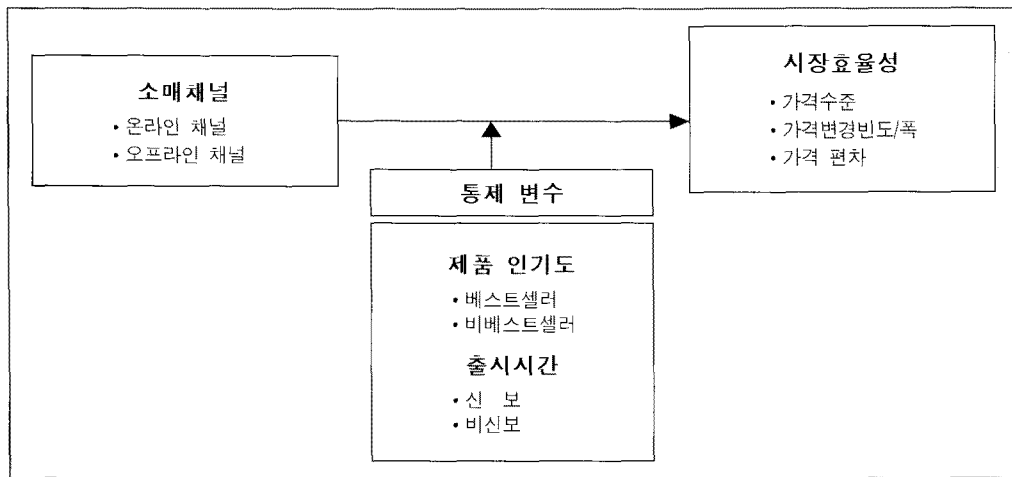 소매채널
• 온라인 채널
• 오프라인 채널
시장효율성
• 가격수준
• 가격변경빈도/폭
• 가격 편차
통제 변수
제품 인기도
• 베스트셀러
• 비베스트셀러
출시시간
• 신 보
• 비신보